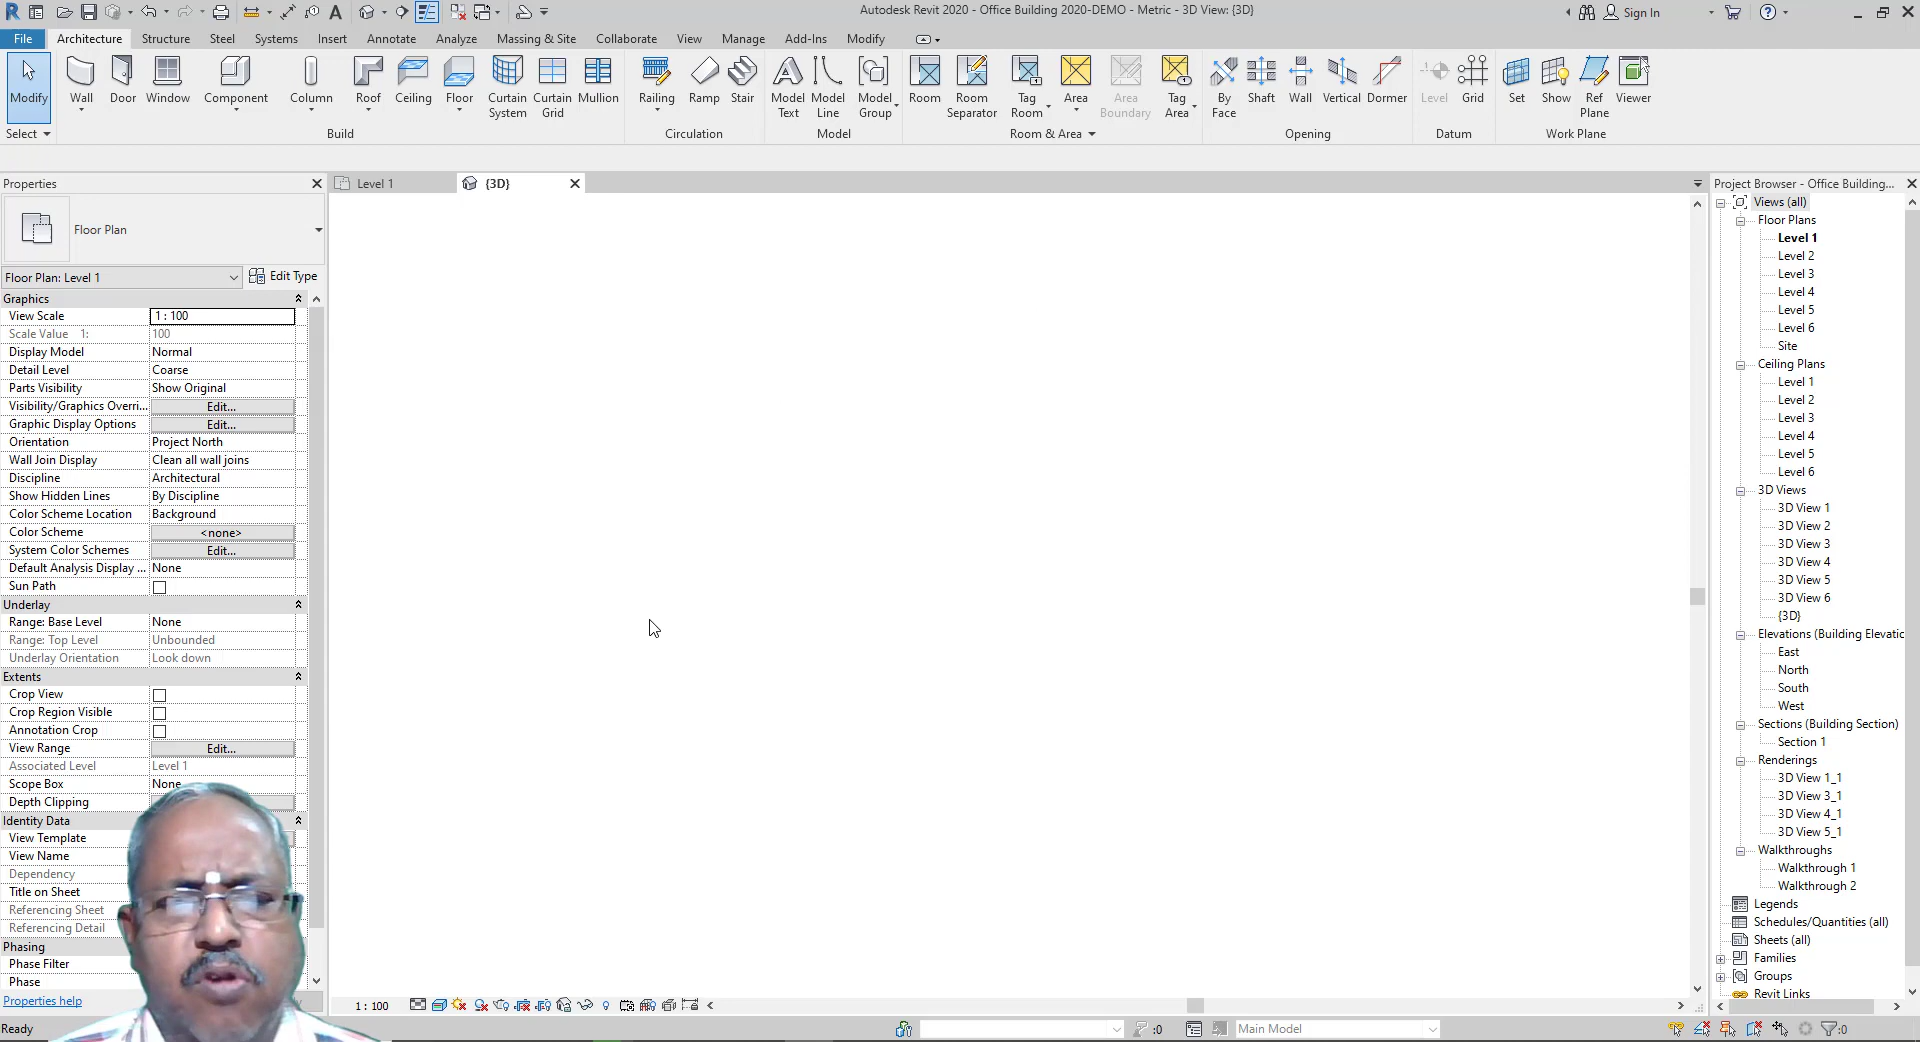 Autodesk Revit 2020 - Office Building 2020-DEMO - Metric - 3D View: {3D}
Sign In
File Architecture Structure Steel Systems Insert Annotate Analyze Massing & Site Collaborate View Manage Add-Ins Modify
Modify Wall Door Window Component Column Roof Ceiling Floor Curtain System Curtain Grid Mullion Railing Ramp Stair Model Text Model Line Model Group Room Room Separator Tag Room Area Area Boundary Tag Area By Face Shaft Wall Vertical Dormer Level Grid Set Show Ref Plane Viewer
Select Build Circulation Model Room & Area Opening Datum Work Plane
Properties
Level 1
{3D}
Floor Plan
Floor Plan: Level 1
Edit Type
Graphics
View Scale 1 : 100
Scale Value 1: 100
Display Model Normal
Detail Level Coarse
Parts Visibility Show Original
Visibility/Graphics Overri... Edit...
Graphic Display Options Edit...
Orientation Project North
Wall Join Display Clean all wall joins
Discipline Architectural
Show Hidden Lines By Discipline
Color Scheme Location Background
Color Scheme <none>
System Color Schemes Edit...
Default Analysis Display ... None
Sun Path
Underlay
Range: Base Level None
Range: Top Level Unbounded
Underlay Orientation Look down
Extents
Crop View
Crop Region Visible
Annotation Crop
View Range Edit...
Associated Level Level 1
Scope Box None
Depth Clipping
Identity Data
View Template
View Name
Dependency
Title on Sheet
Referencing Sheet
Referencing Detail
Phasing
Phase Filter
Phase
Properties help
Ready
1 : 100
:0
Main Model
:0
Project Browser - Office Building...
Views (all)
Floor Plans
Level 1
Level 2
Level 3
Level 4
Level 5
Level 6
Site
Ceiling Plans
Level 1
Level 2
Level 3
Level 4
Level 5
Level 6
3D Views
3D View 1
3D View 2
3D View 3
3D View 4
3D View 5
3D View 6
{3D}
Elevations (Building Elevatic
East
North
South
West
Sections (Building Section)
Section 1
Renderings
3D View 1_1
3D View 3_1
3D View 4_1
3D View 5_1
Walkthroughs
Walkthrough 1
Walkthrough 2
Legends
Schedules/Quantities (all)
Sheets (all)
Families
Groups
Revit Links